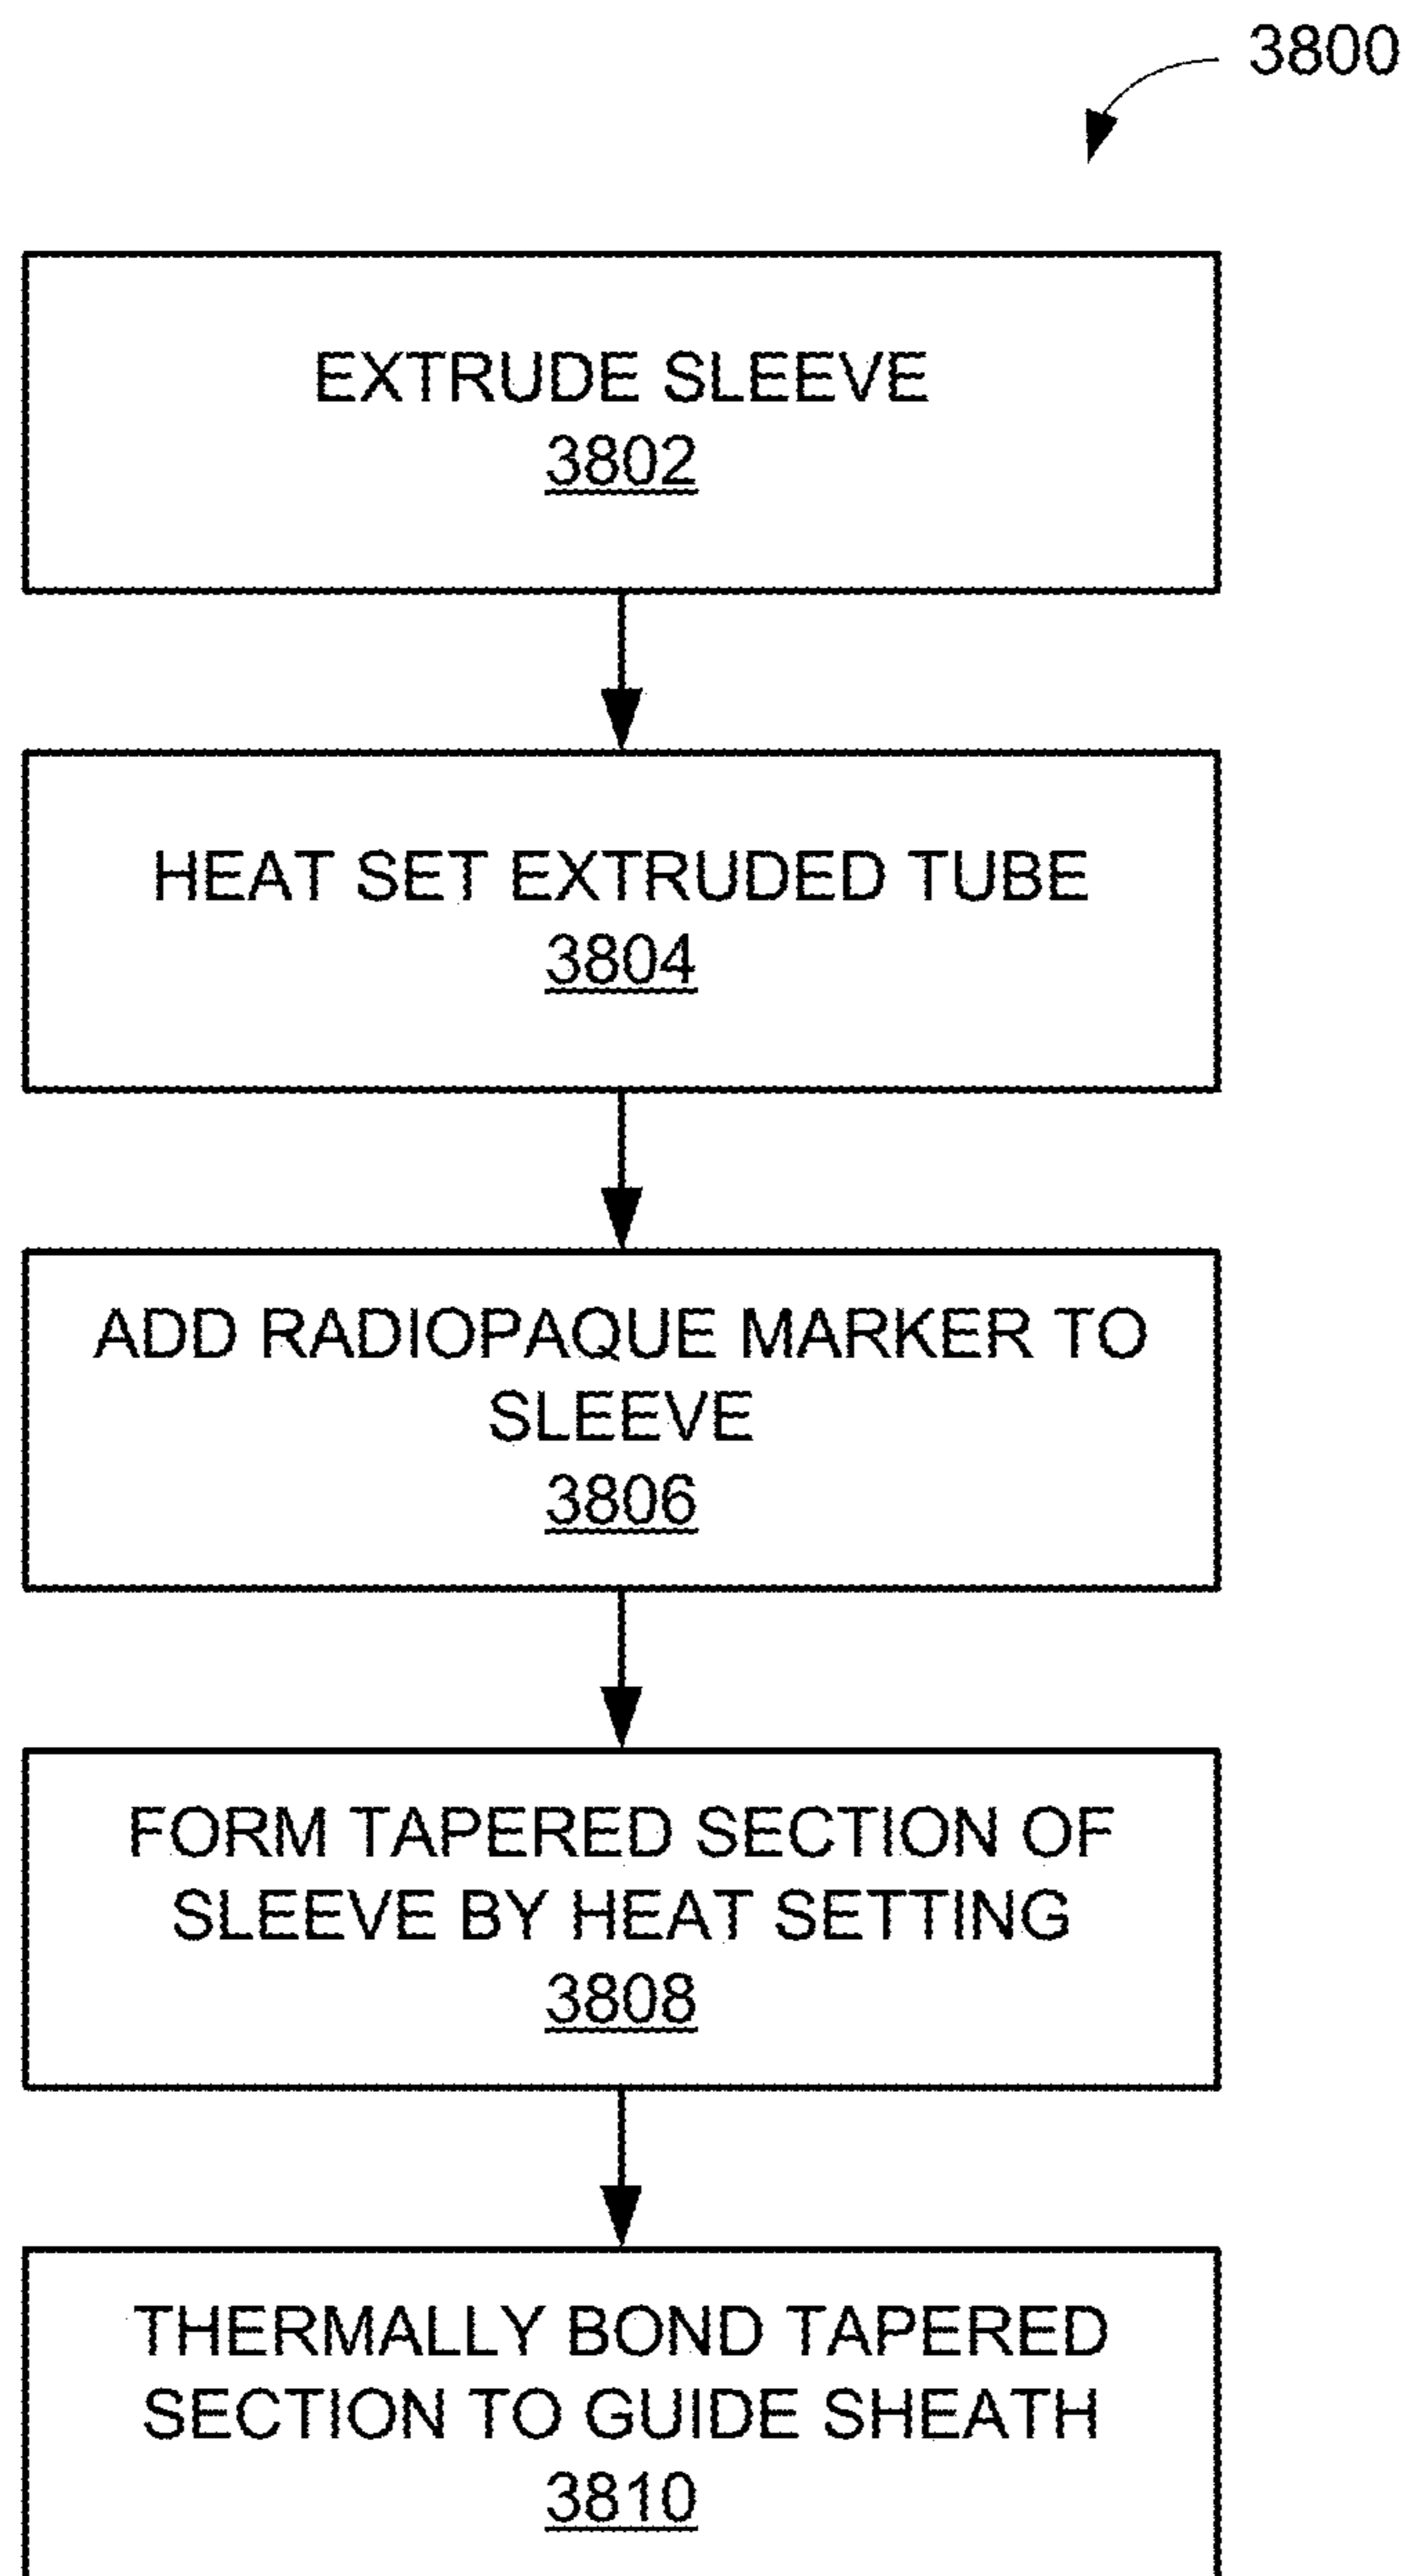 3800
EXTRUDE SLEEVE
3802
HEAT SET EXTRUDED TUBE
3804
ADD RADIOPAQUE MARKER TO
SLEEVE
3806
FORM TAPERED SECTION OF
SLEEVE BY HEAT SETTING
3808
THERMALLY BOND TAPERED
SECTION TO GUIDE SHEATH
3810